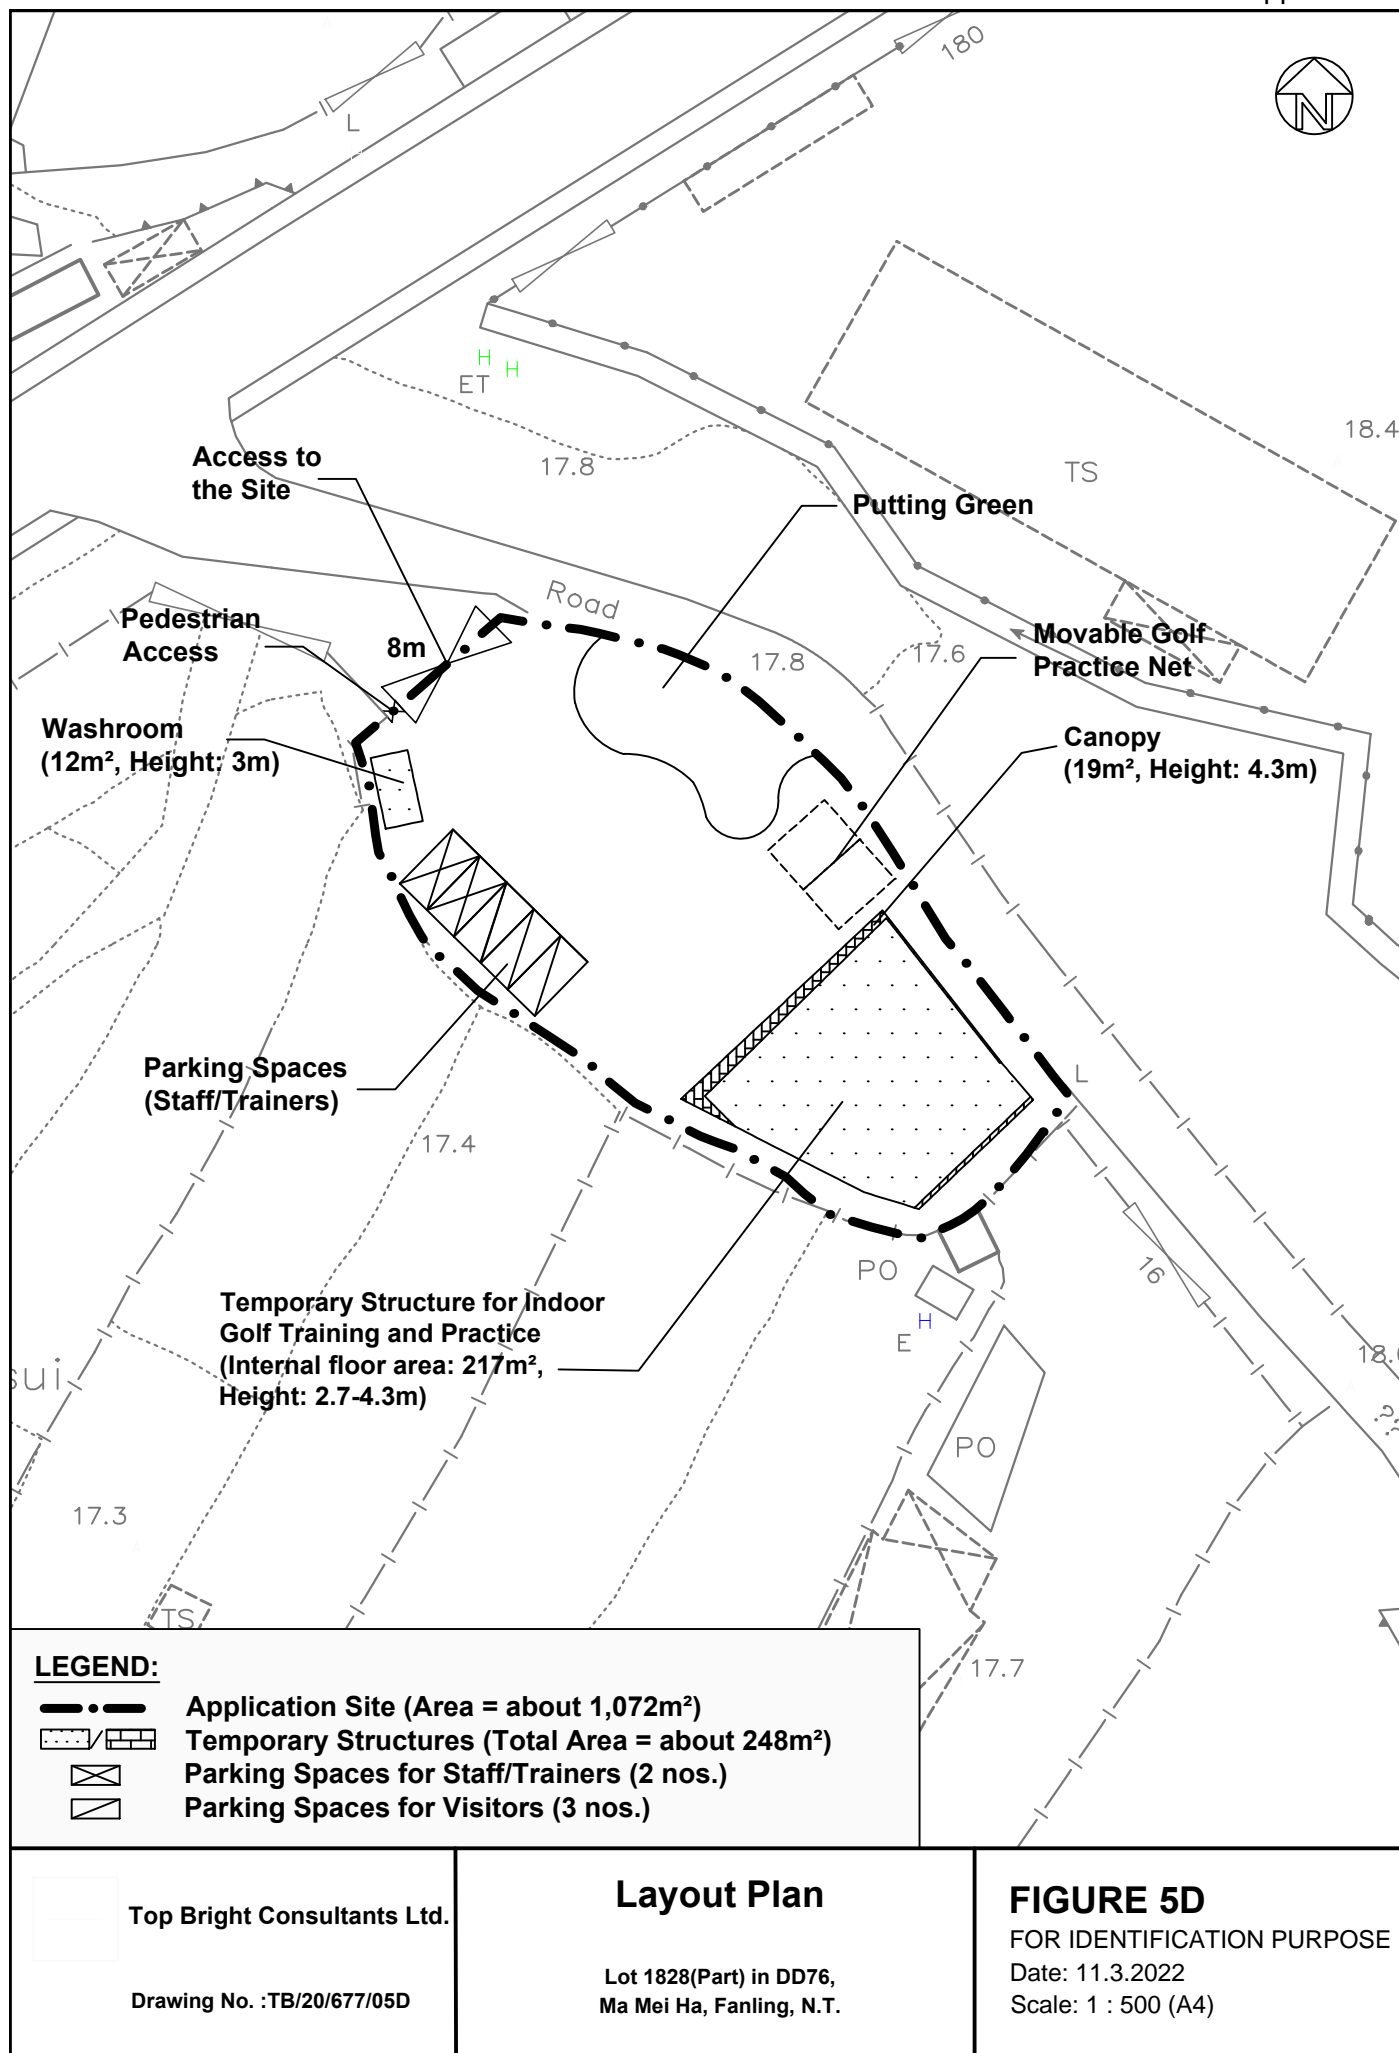 180
L
N
ET
H
H
17.8
18.4
TS
Access to
the Site
Putting Green
Road
Pedestrian
Access
8m
17.8
17.6
Movable Golf
Practice Net
Washroom
(12m², Height: 3m)
Canopy
(19m², Height: 4.3m)
Parking Spaces
(Staff/Trainers)
L
17.4
PO
16
Temporary Structure for Indoor
Golf Training and Practice
(Internal floor area: 217m²,
Height: 2.7-4.3m)
H
E
sui
PO
17.3
TS
17.7
LEGEND:
Application Site (Area = about 1,072m²)
Temporary Structures (Total Area = about 248m²)
Parking Spaces for Staff/Trainers (2 nos.)
Parking Spaces for Visitors (3 nos.)
Top Bright Consultants Ltd.
Drawing No. :TB/20/677/05D
Layout Plan
Lot 1828(Part) in DD76,
Ma Mei Ha, Fanling, N.T.
FIGURE 5D
FOR IDENTIFICATION PURPOSE
Date: 11.3.2022
Scale: 1 : 500 (A4)